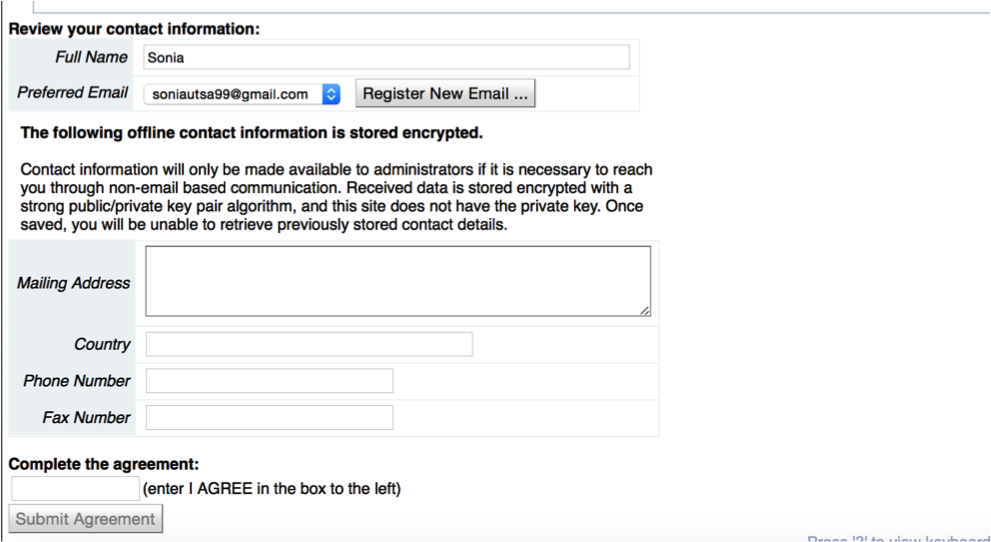 Review your contact information:
Full Name Sonia
Preferred Email soniautsa99@gmail.com Register New Email ...
The following offline contact information is stored encrypted.
Contact information will only be made available to administrators if it is necessary to reach
you through non-email based communication. Received data is stored encrypted with a
strong public/private key pair algorithm, and this site does not have the private key. Once
saved, you will be unable to retrieve previously stored contact details.
Mailing Address
Country
Phone Number
Fax Number
Complete the agreement:
(enter I AGREE in the box to the left)
Submit Agreement
Press '?' to view keyboard